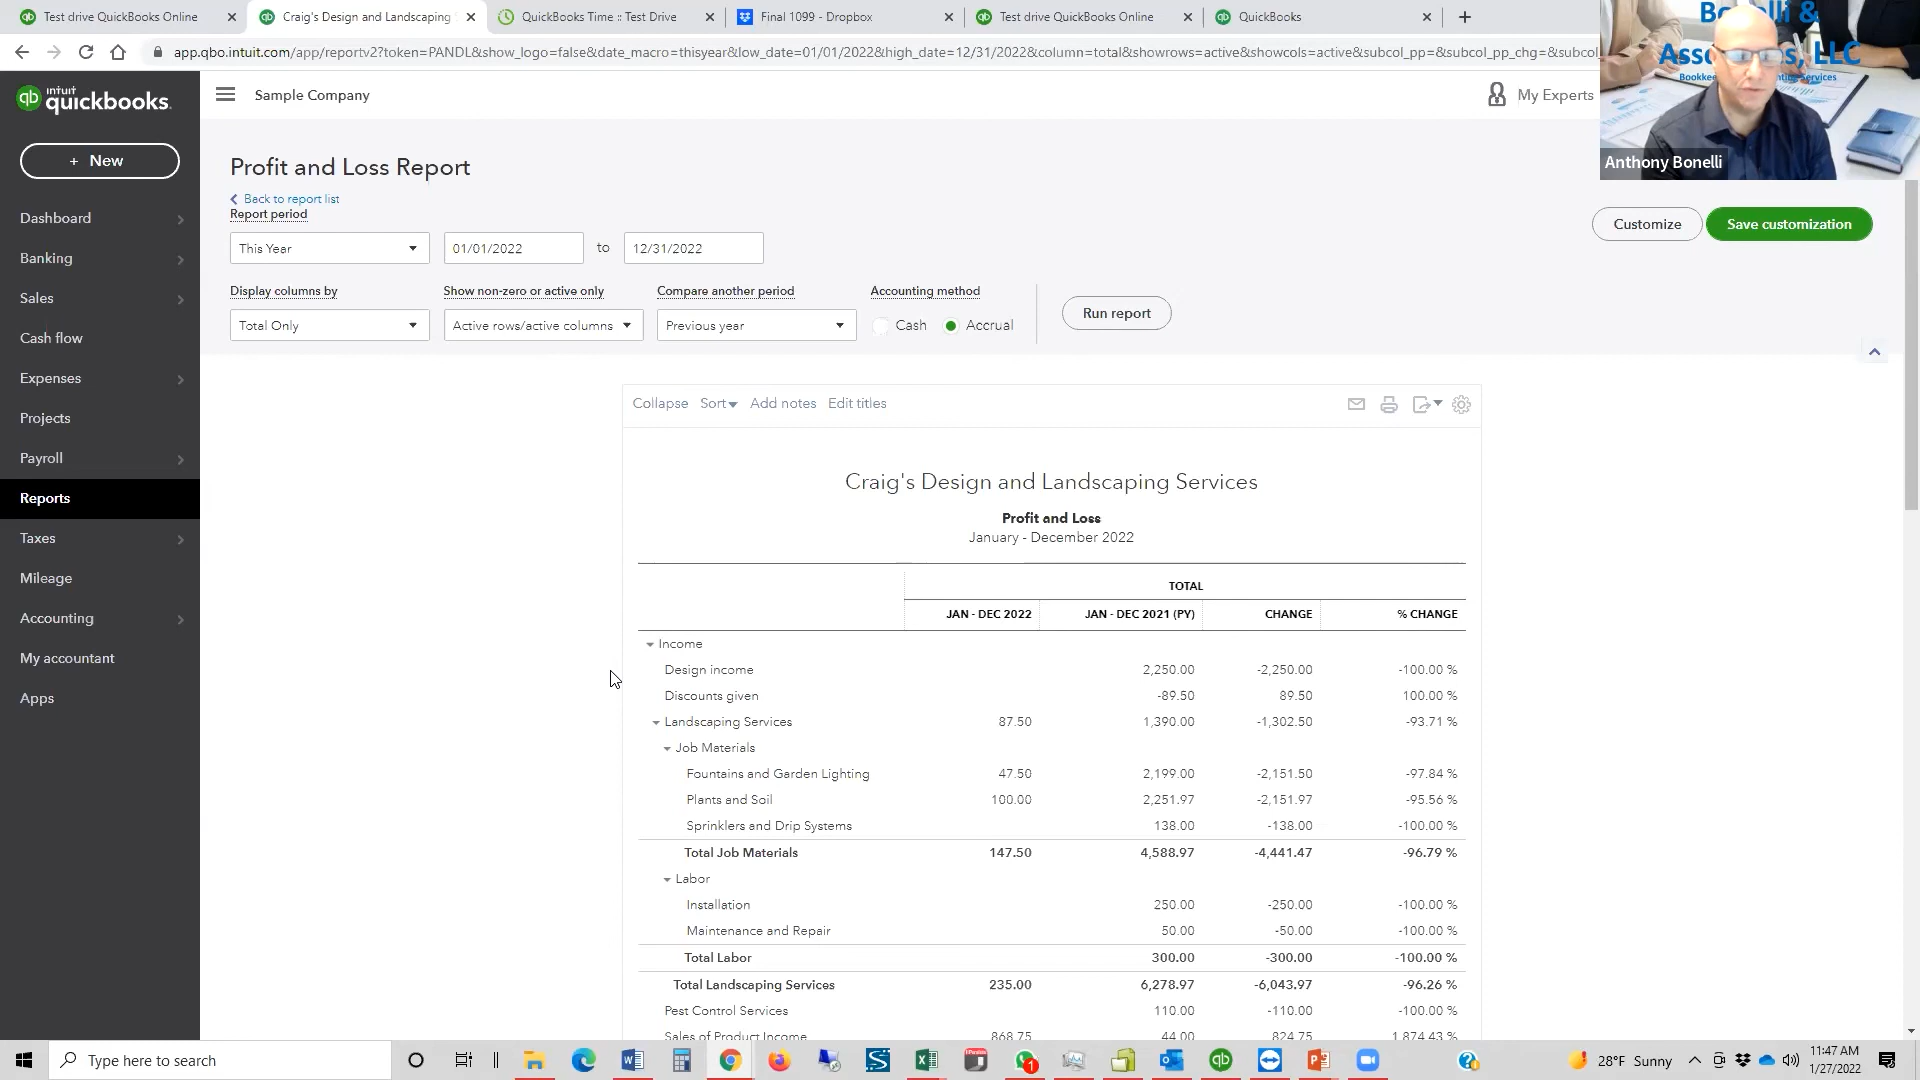 Test drive QuickBooks Online
Craig's Design and Landscaping
QuickBooks Time :: Test Drive
Final 1099 - Dropbox
Test drive QuickBooks Online
QuickBooks
app.qbo.intuit.com/app/reportv2?token=PANDL&show_logo=false&date_macro=thisyear&low_date=01/01/2022&high_date=12/31/2022&column=total&showrows=active&showcols=active&subcol_pp=&subcol_pp_chg=&subcol
Bookkee
Services
Anthony Bonelli
intuit
quickbooks.
Sample Company
My Experts
+ New
Dashboard
Banking
Sales
Cash flow
Expenses
Projects
Payroll
Reports
Taxes
Mileage
Accounting
My accountant
Apps
Profit and Loss Report
Back to report list
Report period
This Year
01/01/2022
to
12/31/2022
Customize
Save customization
Display columns by
Show non-zero or active only
Compare another period
Accounting method
Total Only
Active rows/active columns
Previous year
Cash
Accrual
Run report
Collapse Sort Add notes Edit titles
Craig's Design and Landscaping Services
Profit and Loss
January - December 2022
TOTAL
JAN - DEC 2022 JAN - DEC 2021 (PY) CHANGE % CHANGE
Income
Design income 2,250.00 -2,250.00 -100.00 %
Discounts given -89.50 89.50 100.00 %
Landscaping Services 87.50 1,390.00 -1,302.50 -93.71 %
Job Materials
Fountains and Garden Lighting 47.50 2,199.00 -2,151.50 -97.84 %
Plants and Soil 100.00 2,251.97 -2,151.97 -95.56 %
Sprinklers and Drip Systems 138.00 -138.00 -100.00 %
Total Job Materials 147.50 4,588.97 -4,441.47 -96.79 %
Labor
Installation 250.00 -250.00 -100.00 %
Maintenance and Repair 50.00 -50.00 -100.00 %
Total Labor 300.00 -300.00 -100.00 %
Total Landscaping Services 235.00 6,278.97 -6,043.97 -96.26 %
Pest Control Services 110.00 -110.00 -100.00 %
Sales of Product Income 868.75 44.00 824.75 1,874.43 %
Type here to search
28°F Sunny
11:47 AM
1/27/2022